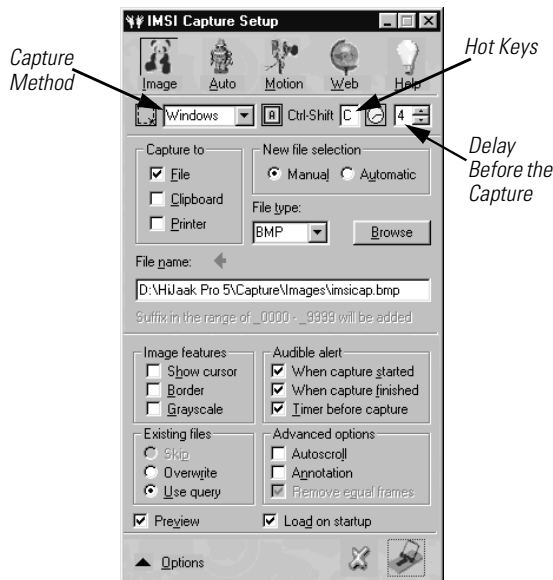 IMSI Capture Setup
Capture Method
Hot Keys
Image Auto Motion Web Help
Windows A Ctrl-Shift C 4
Delay Before the Capture
Capture to
File
Clipboard
Printer
New file selection
Manual Automatic
File type:
BMP Browse
File name:
D:\HiJaak Pro 5\Capture\Images\imsicap.bmp
Suffix in the range of _0000 - _9999 will be added
Image features
Show cursor
Border
Grayscale
Audible alert
When capture started
When capture finished
Timer before capture
Existing files
Skip
Overwrite
Use query
Advanced options
Autoscroll
Annotation
Remove equal frames
Preview
Load on startup
Options